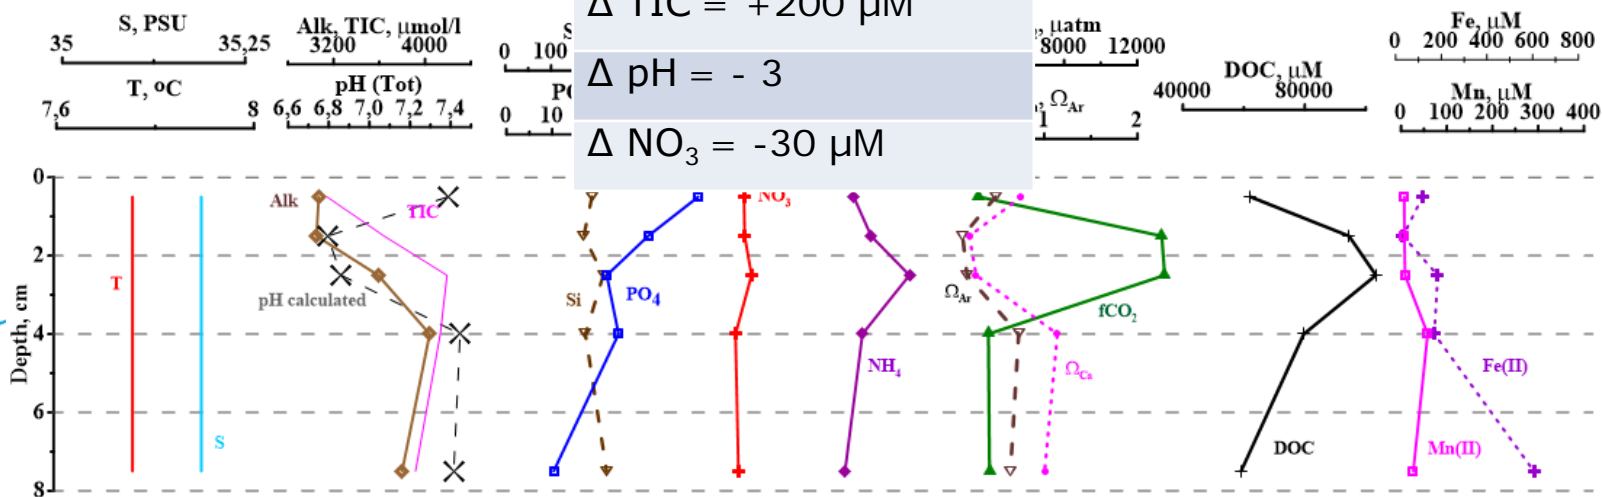 S, PSU
35 35,25
T, ºC
7,6 8
Alk, TIC, µmol/l
3200 4000
pH (Tot)
6,6 6,8 7,0 7,2 7,4
0 100
0 10
Δ TIC = +200 µM
Δ pH = - 3
Δ NO₃ = -30 µM
µatm
8000 12000
Ω_Ar
1 2
DOC, µM
40000 80000
Fe, µM
0 200 400 600 800
Mn, µM
0 100 200 300 400
Depth, cm
0
2
4
6
8
T
S
Alk
TIC
pH calculated
Si
PO₄
NO₃
NH₄
Ω_Ar
fCO₂
Ω_Ca
DOC
Fe(II)
Mn(II)